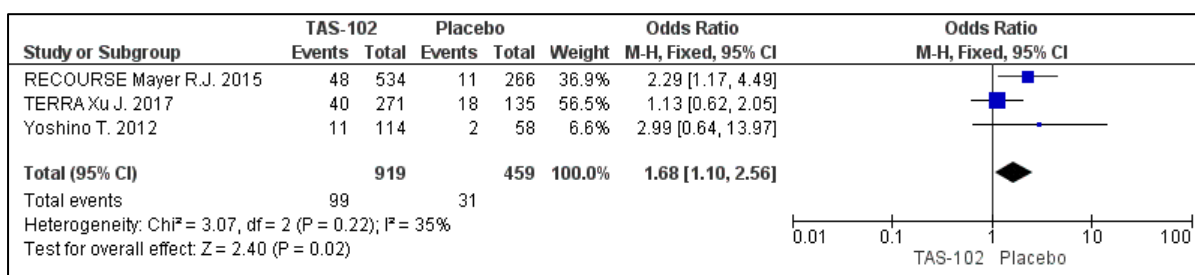 TAS-102 Placebo Odds Ratio Odds Ratio
Study or Subgroup Events Total Events Total Weight M-H, Fixed, 95% CI M-H, Fixed, 95% CI
RECOURSE Mayer R.J. 2015 48 534 11 266 36.9% 2.29 [1.17, 4.49]
TERRA Xu J. 2017 40 271 18 135 56.5% 1.13 [0.62, 2.05]
Yoshino T. 2012 11 114 2 58 6.6% 2.99 [0.64, 13.97]
Total (95% CI) 919 459 100.0% 1.68 [1.10, 2.56]
Total events 99 31
Heterogeneity: Chi² = 3.07, df = 2 (P = 0.22); I² = 35%
Test for overall effect: Z = 2.40 (P = 0.02)
0.01 0.1 1 10 100
TAS-102 Placebo